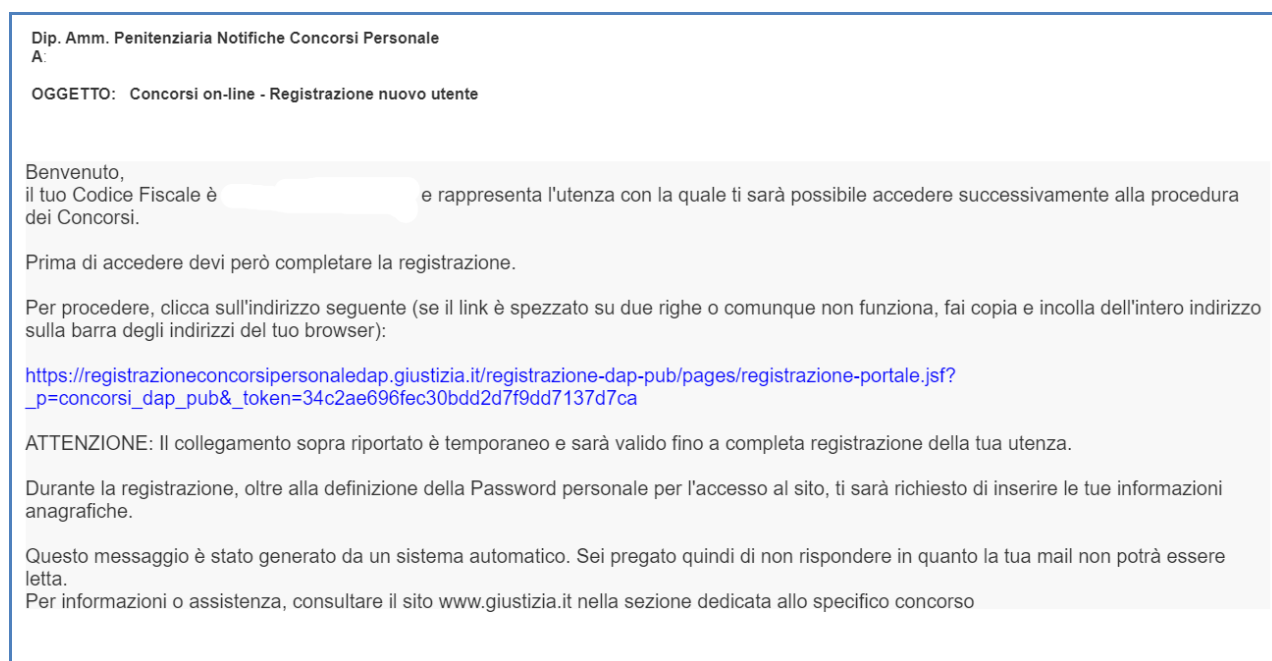 Dip. Amm. Penitenziaria Notifiche Concorsi Personale
A:
OGGETTO: Concorsi on-line - Registrazione nuovo utente
Benvenuto,
il tuo Codice Fiscale è e rappresenta l'utenza con la quale ti sarà possibile accedere successivamente alla procedura
dei Concorsi.
Prima di accedere devi però completare la registrazione.
Per procedere, clicca sull'indirizzo seguente (se il link è spezzato su due righe o comunque non funziona, fai copia e incolla dell'intero indirizzo
sulla barra degli indirizzi del tuo browser):
https://registrazioneconcorsipersonaledap.giustizia.it/registrazione-dap-pub/pages/registrazione-portale.jsf?
_p=concorsi_dap_pub&_token=34c2ae696fec30bdd2d7f9dd7137d7ca
ATTENZIONE: Il collegamento sopra riportato è temporaneo e sarà valido fino a completa registrazione della tua utenza.
Durante la registrazione, oltre alla definizione della Password personale per l'accesso al sito, ti sarà richiesto di inserire le tue informazioni
anagrafiche.
Questo messaggio è stato generato da un sistema automatico. Sei pregato quindi di non rispondere in quanto la tua mail non potrà essere
letta.
Per informazioni o assistenza, consultare il sito www.giustizia.it nella sezione dedicata allo specifico concorso